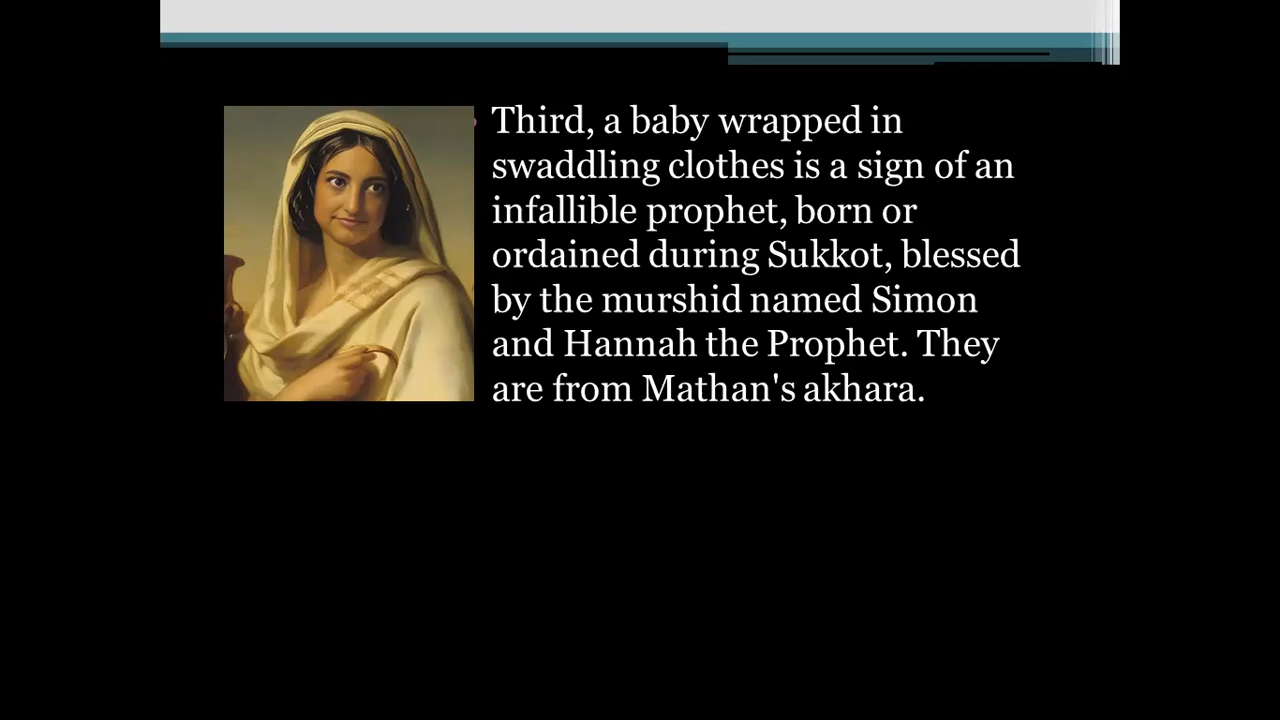 Third, a baby wrapped in
swaddling clothes is a sign of an
infallible prophet, born or
ordained during Sukkot, blessed
by the murshid named Simon
and Hannah the Prophet. They
are from Mathan's akhara.